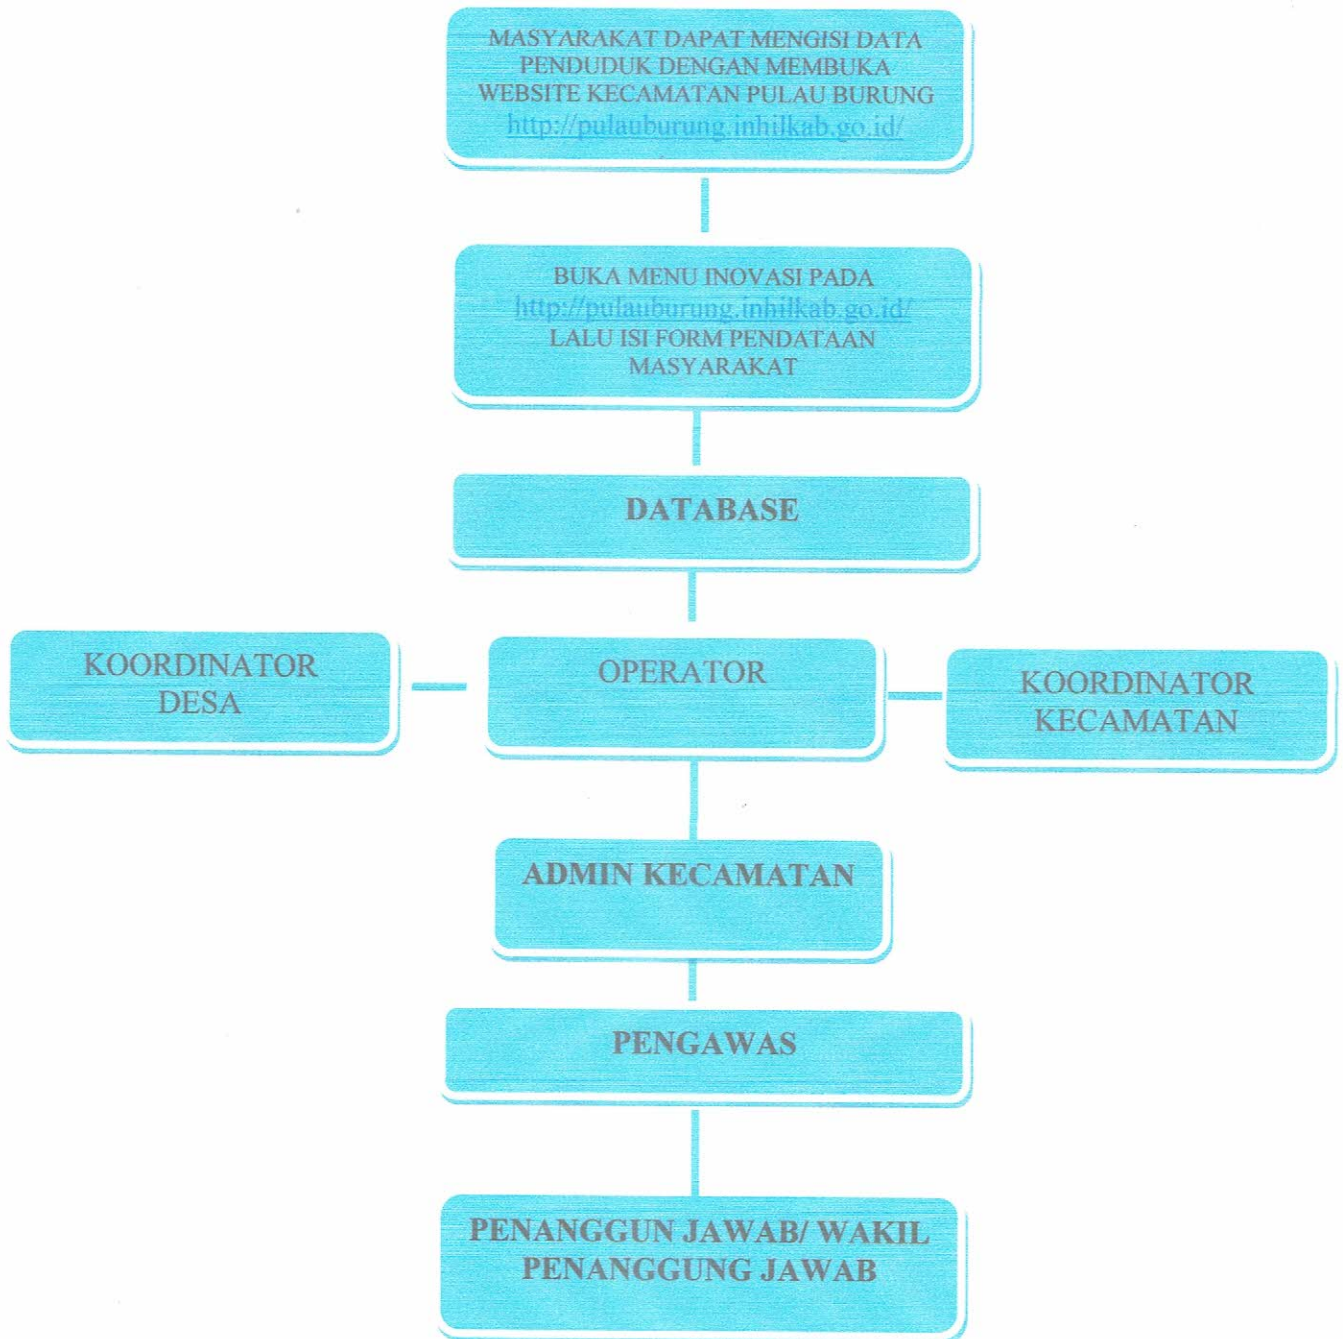 MASYARAKAT DAPAT MENGISI DATA
PENDUDUK DENGAN MEMBUKA
WEBSITE KECAMATAN PULAU BURUNG
http://pulauburung.inhilkab.go.id/
BUKA MENU INOVASI PADA
http://pulauburung.inhilkab.go.id/
LALU ISI FORM PENDATAAN
MASYARAKAT
DATABASE
KOORDINATOR
DESA
OPERATOR
KOORDINATOR
KECAMATAN
ADMIN KECAMATAN
PENGAWAS
PENANGGUN JAWAB/ WAKIL
PENANGGUNG JAWAB